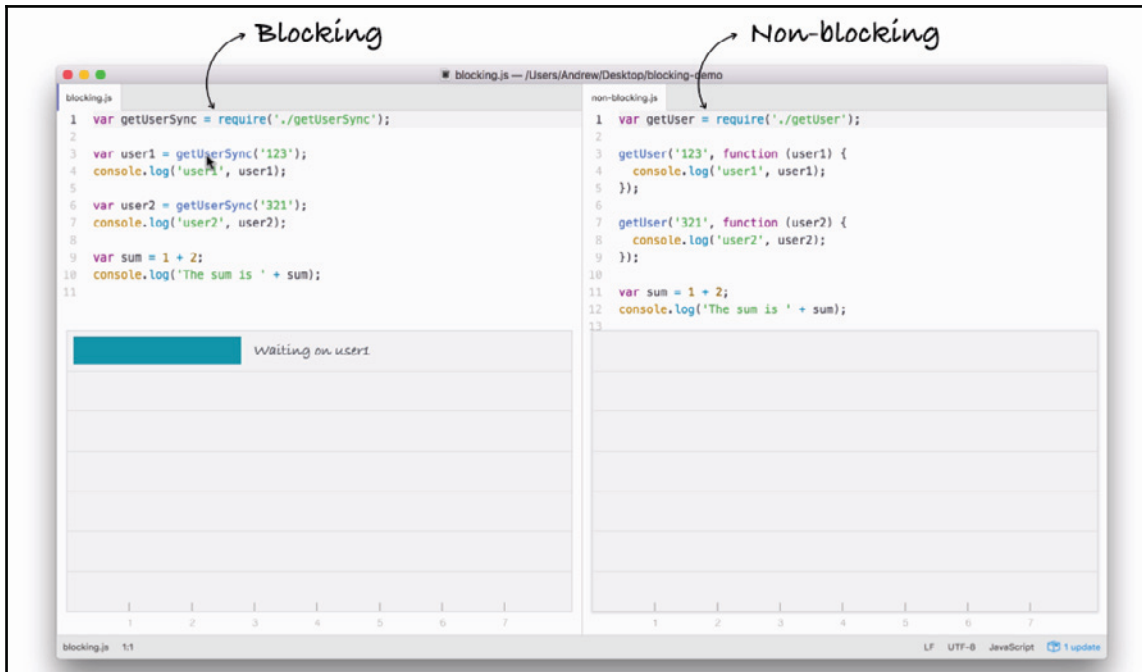 Blocking
Non-blocking
blocking.js — /Users/Andrew/Desktop/blocking-demo
blocking.js
1 var getUserSync = require('./getUserSync');
2
3 var user1 = getUserSync('123');
4 console.log('user1', user1);
5
6 var user2 = getUserSync('321');
7 console.log('user2', user2);
8
9 var sum = 1 + 2;
10 console.log('The sum is ' + sum);
11
Waiting on user1
1 2 3 4 5 6 7
non-blocking.js
1 var getUser = require('./getUser');
2
3 getUser('123', function (user1) {
4 console.log('user1', user1);
5 });
6
7 getUser('321', function (user2) {
8 console.log('user2', user2);
9 });
10
11 var sum = 1 + 2;
12 console.log('The sum is ' + sum);
13
1 2 3 4 5 6 7
blocking.js 1:1
LF UTF-8 JavaScript 1 update